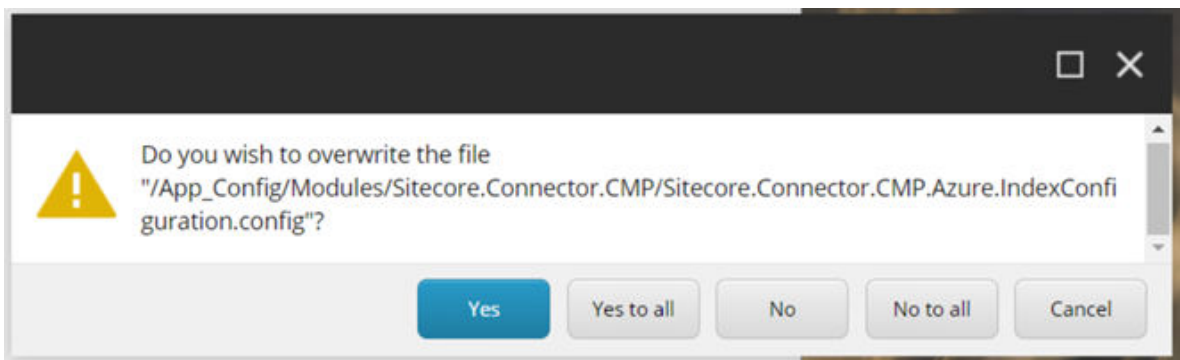 Do you wish to overwrite the file
"/App_Config/Modules/Sitecore.Connector.CMP/Sitecore.Connector.CMP.Azure.IndexConfi
guration.config"?
Yes
Yes to all
No
No to all
Cancel